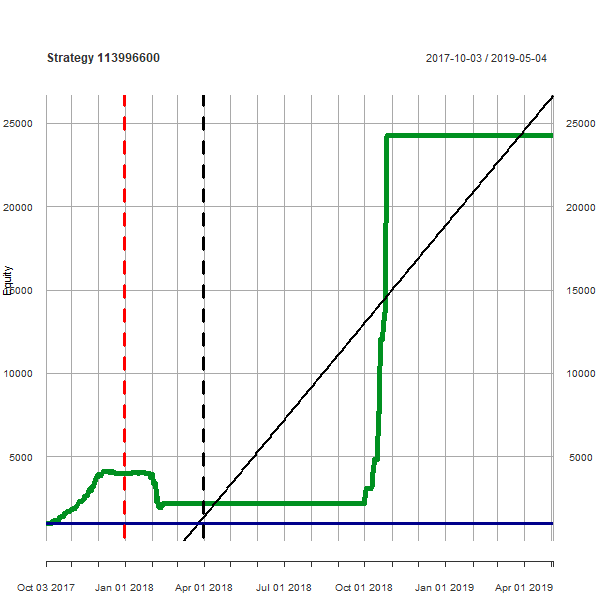 Strategy 113996600
2017-10-03 / 2019-05-04
25000
25000
20000
20000
15000
15000
10000
10000
5000
5000
Equity
Oct 03 2017
Jan 01 2018
Apr 01 2018
Jul 01 2018
Oct 01 2018
Jan 01 2019
Apr 01 2019